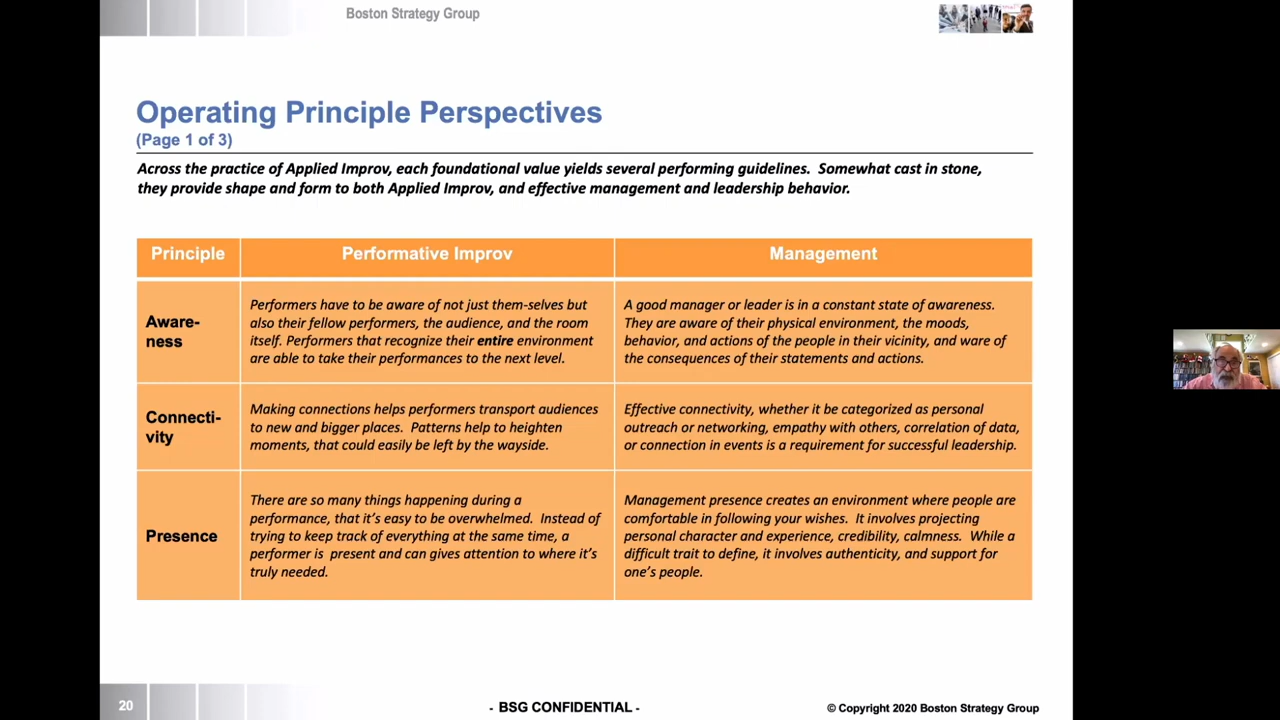 Boston Strategy Group
Operating Principle Perspectives
(Page 1 of 3)
Across the practice of Applied Improv, each foundational value yields several performing guidelines. Somewhat cast in stone,
they provide shape and form to both Applied Improv, and effective management and leadership behavior.
Principle
Performative Improv
Management
Aware-
ness
Performers have to be aware of not just them-selves but
also their fellow performers, the audience, and the room
itself. Performers that recognize their entire environment
are able to take their performances to the next level.
A good manager or leader is in a constant state of awareness.
They are aware of their physical environment, the moods,
behavior, and actions of the people in their vicinity, and ware of
the consequences of their statements and actions.
Connecti-
vity
Making connections helps performers transport audiences
to new and bigger places. Patterns help to heighten
moments, that could easily be left by the wayside.
Effective connectivity, whether it be categorized as personal
outreach or networking, empathy with others, correlation of data,
or connection in events is a requirement for successful leadership.
Presence
There are so many things happening during a
performance, that it's easy to be overwhelmed. Instead of
trying to keep track of everything at the same time, a
performer is present and can gives attention to where it's
truly needed.
Management presence creates an environment where people are
comfortable in following your wishes. It involves projecting
personal character and experience, credibility, calmness. While a
difficult trait to define, it involves authenticity, and support for
one's people.
20
- BSG CONFIDENTIAL -
© Copyright 2020 Boston Strategy Group